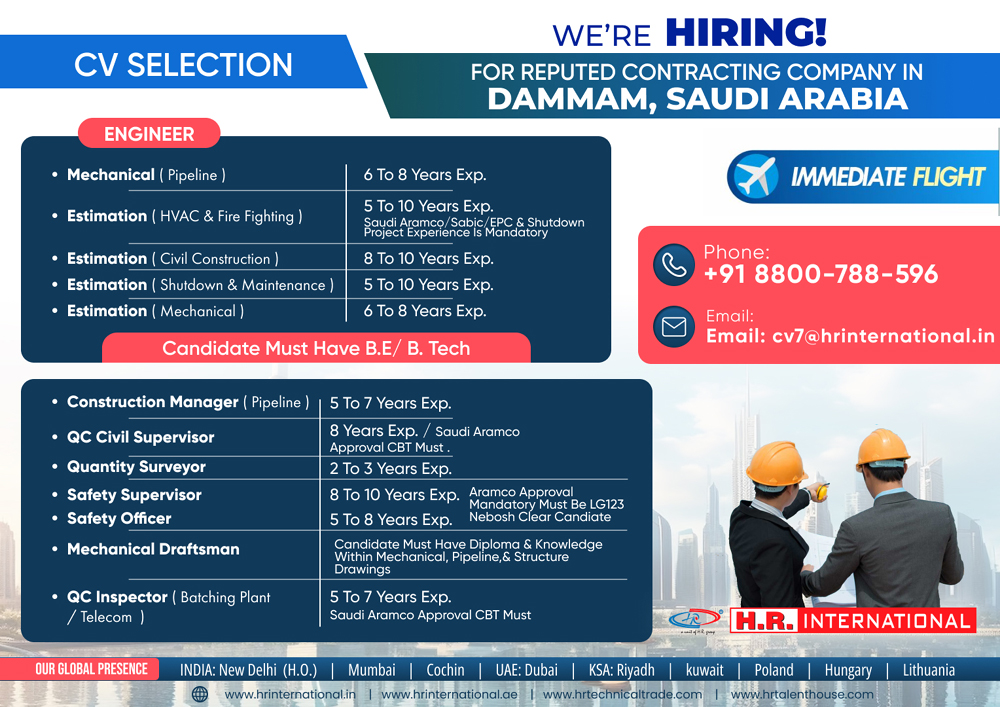 WE'RE HIRING!
CV SELECTION
FOR REPUTED CONTRACTING COMPANY IN
DAMMAM, SAUDI ARABIA
ENGINEER
• Mechanical ( Pipeline ) 6 To 8 Years Exp.
• Estimation ( HVAC & Fire Fighting ) 5 To 10 Years Exp.
Saudi Aramco/Sabic/EPC & Shutdown
Project Experience Is Mandatory
• Estimation ( Civil Construction ) 8 To 10 Years Exp.
• Estimation ( Shutdown & Maintenance ) 5 To 10 Years Exp.
• Estimation ( Mechanical ) 6 To 8 Years Exp.
Candidate Must Have B.E/ B. Tech
IMMEDIATE FLIGHT
Phone:
+91 8800-788-596
Email:
Email: cv7@hrinternational.in
• Construction Manager ( Pipeline ) 5 To 7 Years Exp.
• QC Civil Supervisor 8 Years Exp. / Saudi Aramco
Approval CBT Must .
• Quantity Surveyor 2 To 3 Years Exp.
• Safety Supervisor 8 To 10 Years Exp.
• Safety Officer 5 To 8 Years Exp.
Aramco Approval
Mandatory Must Be LG123
Nebosh Clear Candiate
• Mechanical Draftsman Candidate Must Have Diploma & Knowledge
Within Mechanical, Pipeline,& Structure
Drawings
• QC Inspector ( Batching Plant 5 To 7 Years Exp.
/ Telecom ) Saudi Aramco Approval CBT Must
H.R. INTERNATIONAL
OUR GLOBAL PRESENCE INDIA: New Delhi (H.O.) | Mumbai | Cochin | UAE: Dubai | KSA: Riyadh | kuwait | Poland | Hungary | Lithuania
www.hrinternational.in | www.hrinternational.ae | www.hrtechnicaltrade.com | www.hrtalenthouse.com